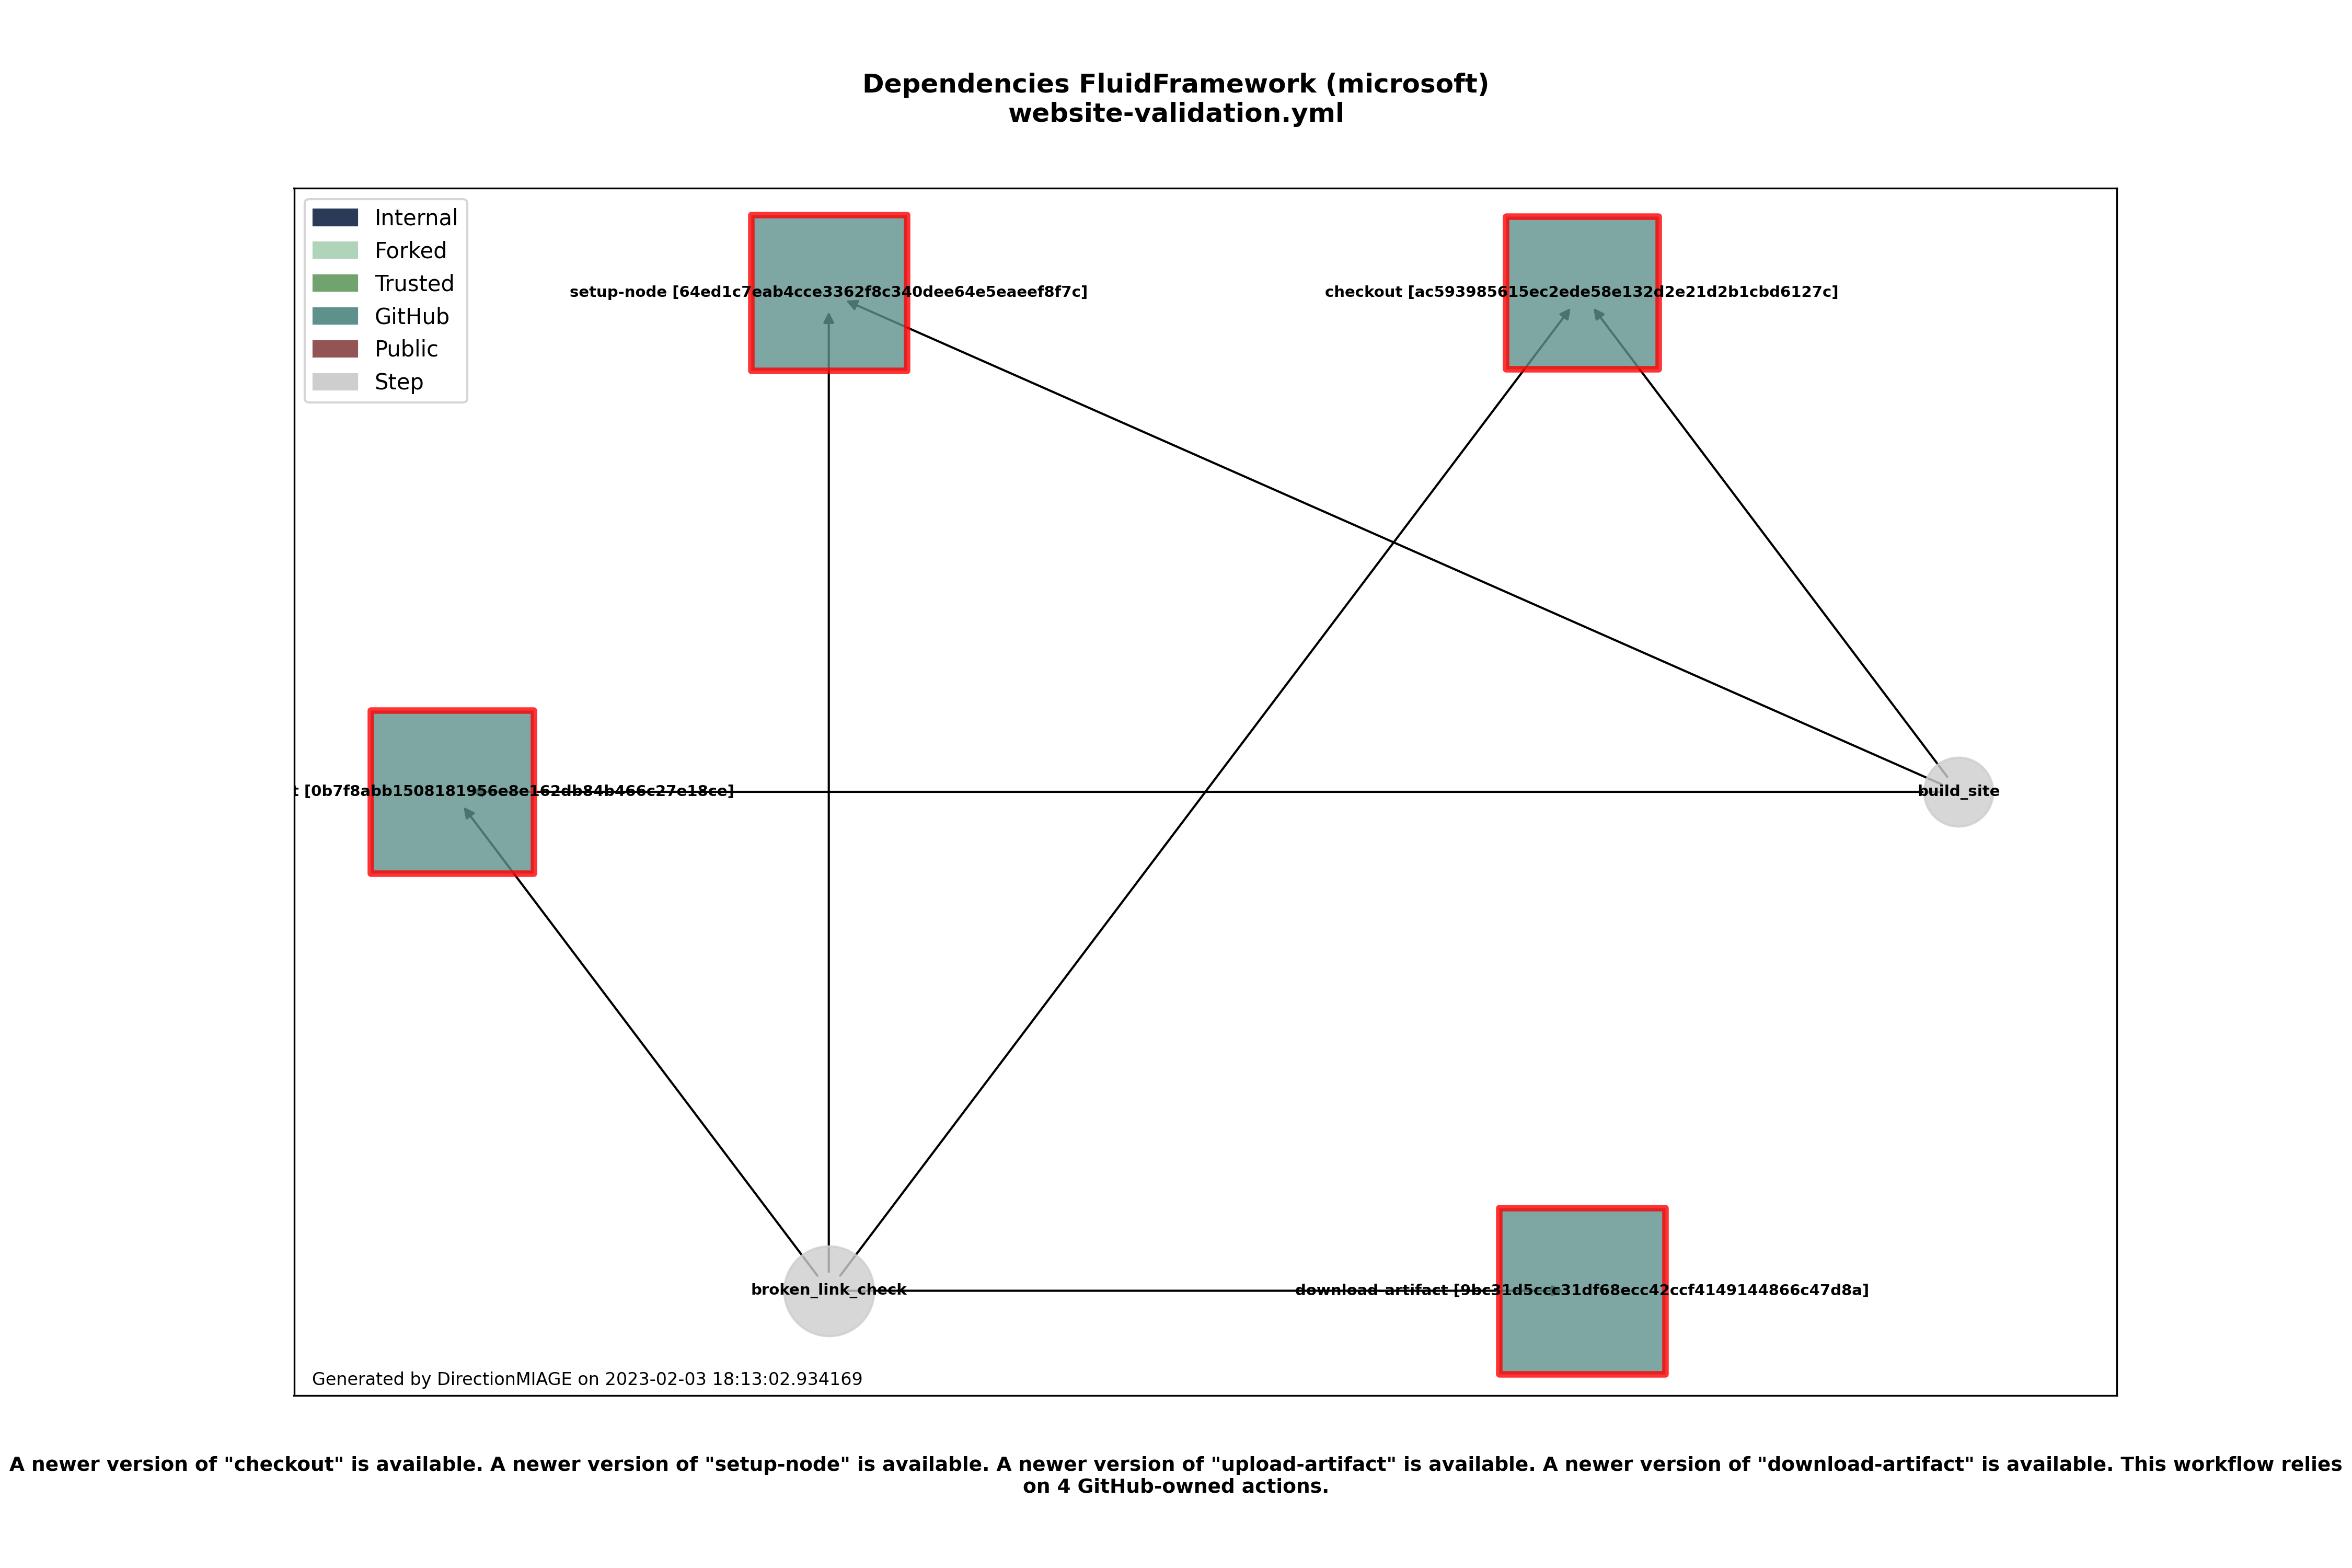 Dependencies FluidFramework (microsoft)
website-validation.yml
Internal
Forked
Trusted
GitHub
Public
Step
setup-node [64ed1c7eab4cce3362f8c340dee64e5eaeef8f7c]
checkout [ac593985615ec2ede58e132d2e21d2b1cbd6127c]
t [0b7f8abb1508181956e8e162db84b466c27e18ce]
build_site
broken_link_check
download-artifact [9bc31d5ccc31df68ecc42ccf4149144866c47d8a]
Generated by DirectionMIAGE on 2023-02-03 18:13:02.934169
A newer version of "checkout" is available. A newer version of "setup-node" is available. A newer version of "upload-artifact" is available. A newer version of "download-artifact" is available. This workflow relies
on 4 GitHub-owned actions.